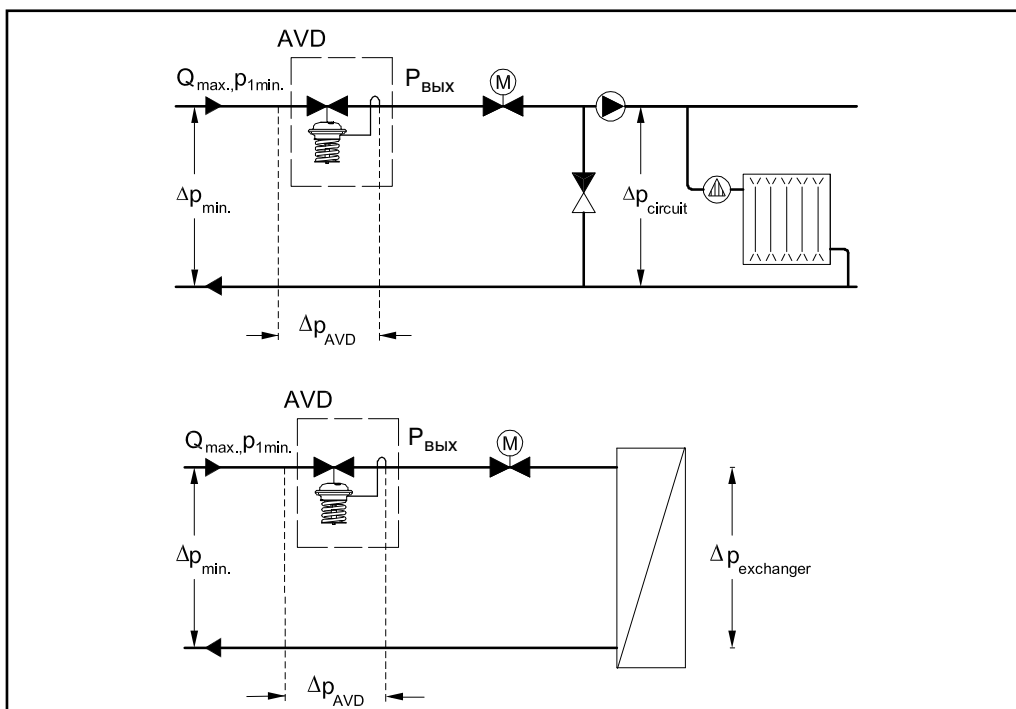 AVD
Qmax.,p1min.
Pвых
M
Δpmin.
Δpcircuit
ΔpAVD
AVD
Qmax.,p1min.
Pвых
M
Δpmin.
Δpexchanger
ΔpAVD